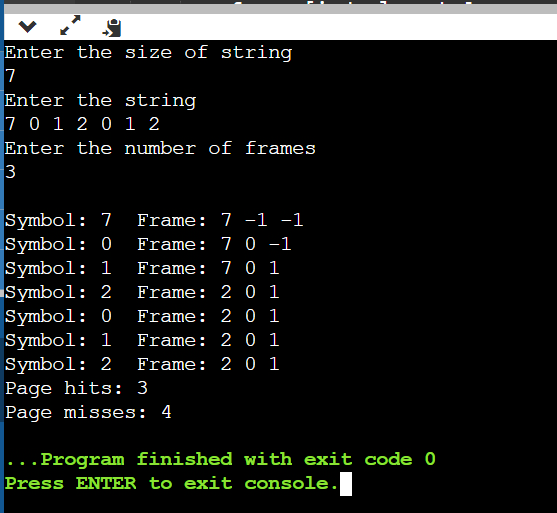 Enter the size of string
7
Enter the string
7 0 1 2 0 1 2
Enter the number of frames
3
Symbol: 7  Frame: 7 -1 -1
Symbol: 0  Frame: 7 0 -1
Symbol: 1  Frame: 7 0 1
Symbol: 2  Frame: 2 0 1
Symbol: 0  Frame: 2 0 1
Symbol: 1  Frame: 2 0 1
Symbol: 2  Frame: 2 0 1
Page hits: 3
Page misses: 4
...Program finished with exit code 0
Press ENTER to exit console.